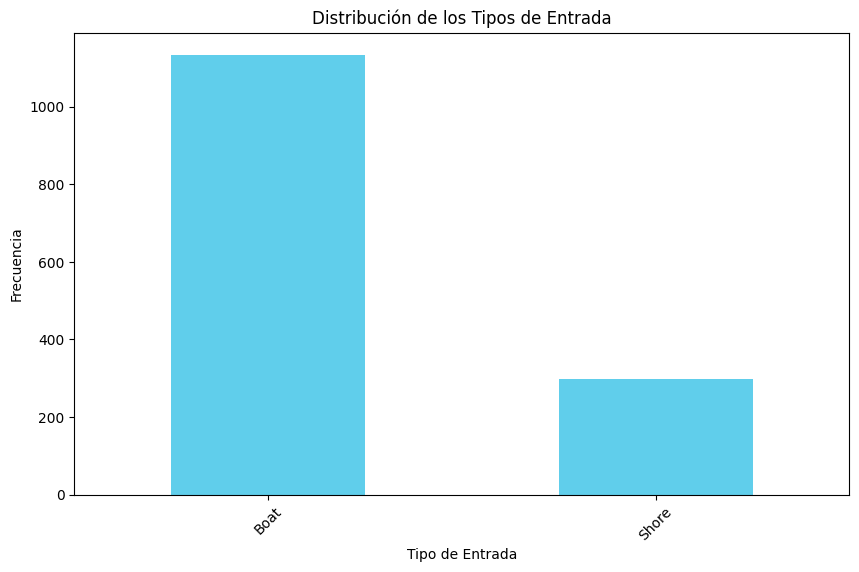 Distribución de los Tipos de Entrada
1000
800
600
400
200
0
Frecuencia
Boat
Shore
Tipo de Entrada